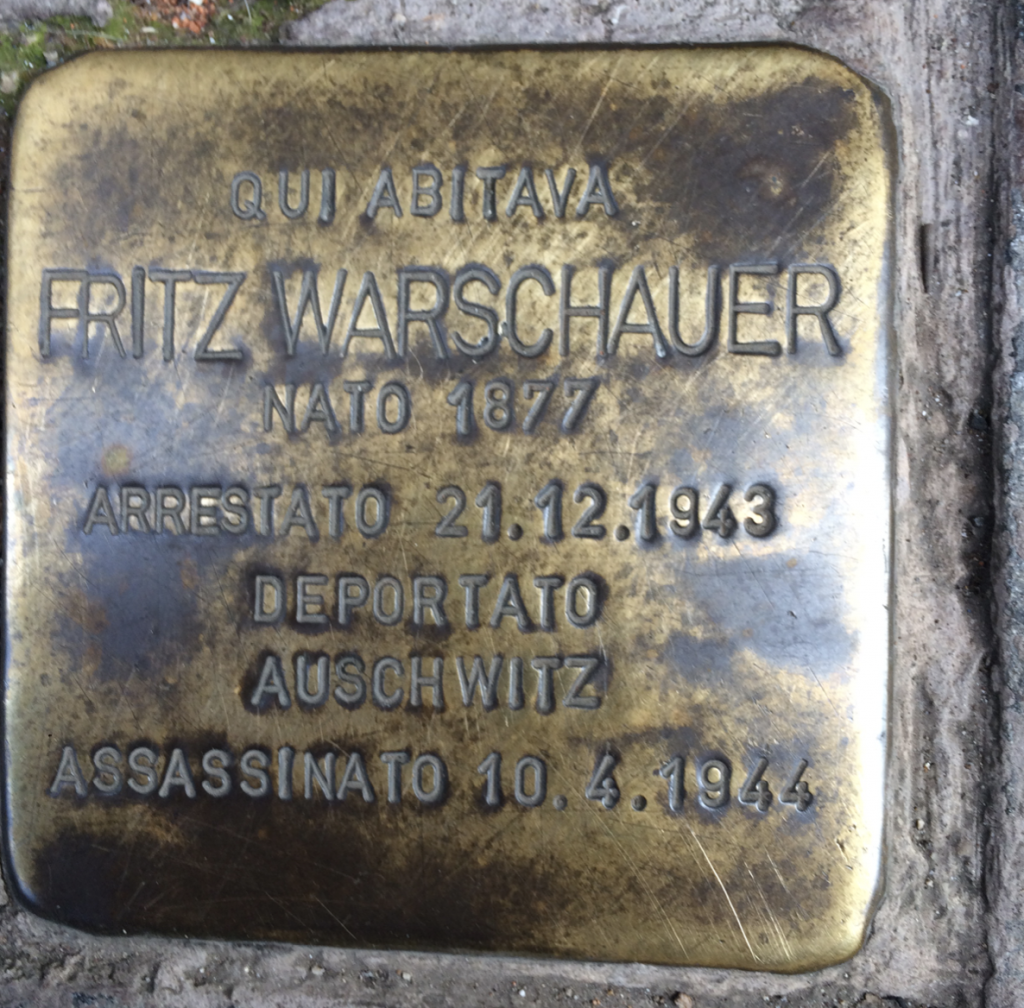 QUI ABITAVA
FRITZ WARSCHAUER
NATO 1877
ARRESTATO 21.12.1943
DEPORTATO
AUSCHWITZ
ASSASSINATO 10.4.1944